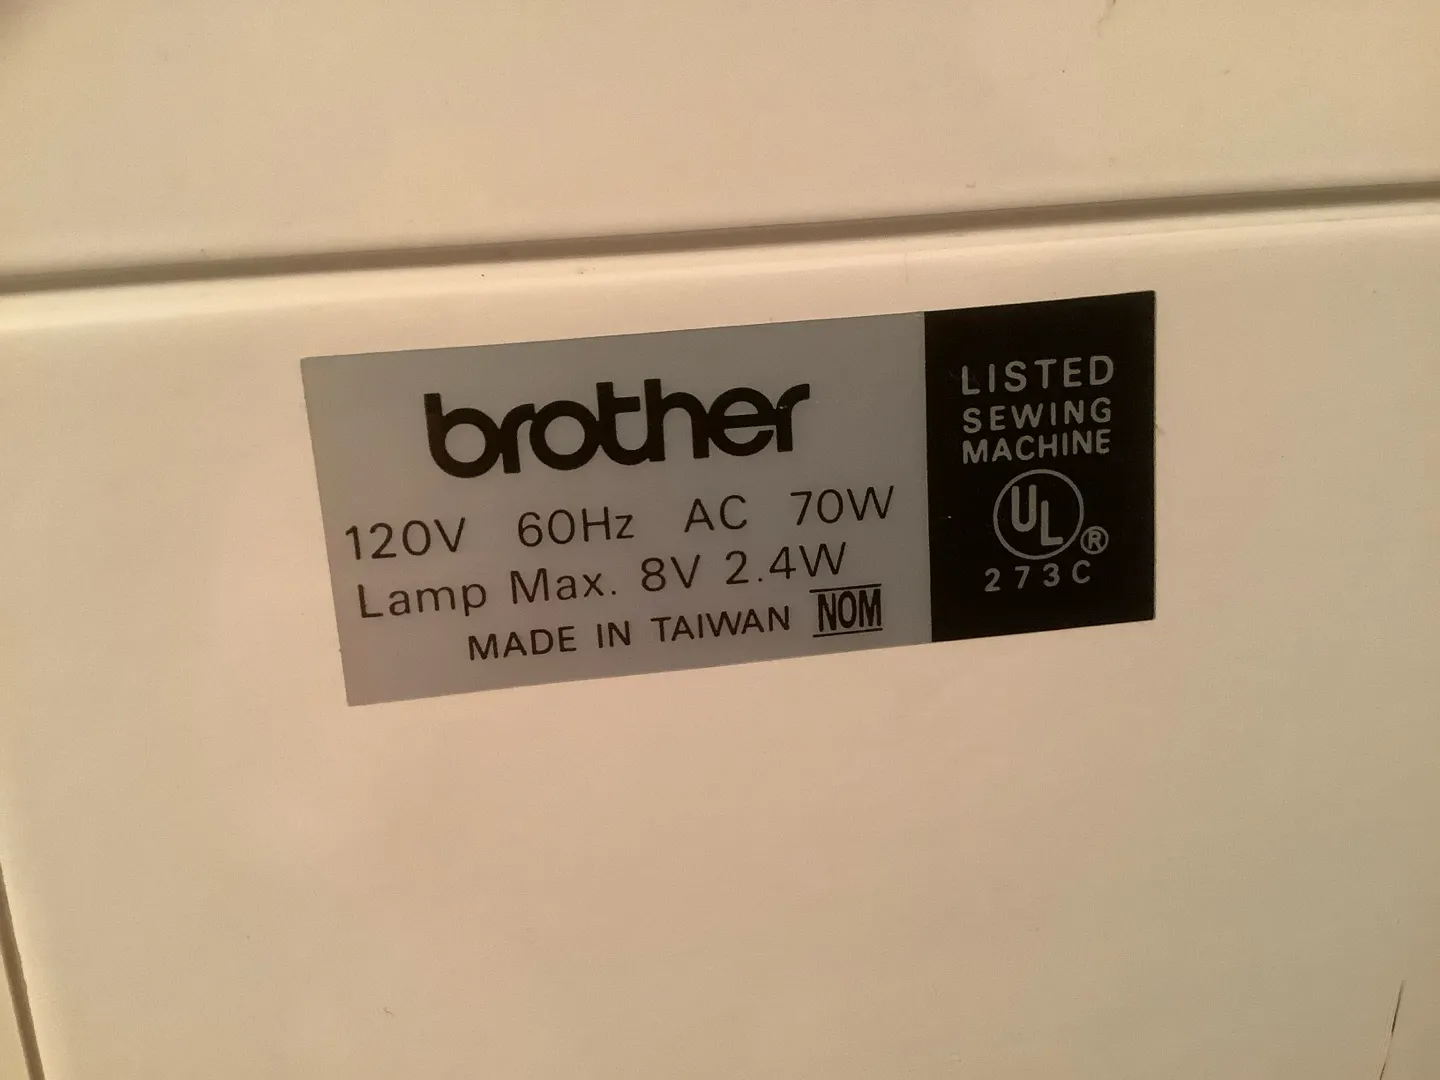 brother
120V 60Hz AC 70W
Lamp Max. 8V 2.4W
MADE IN TAIWAN NOM
LISTED
SEWING
MACHINE
UL ®
273C